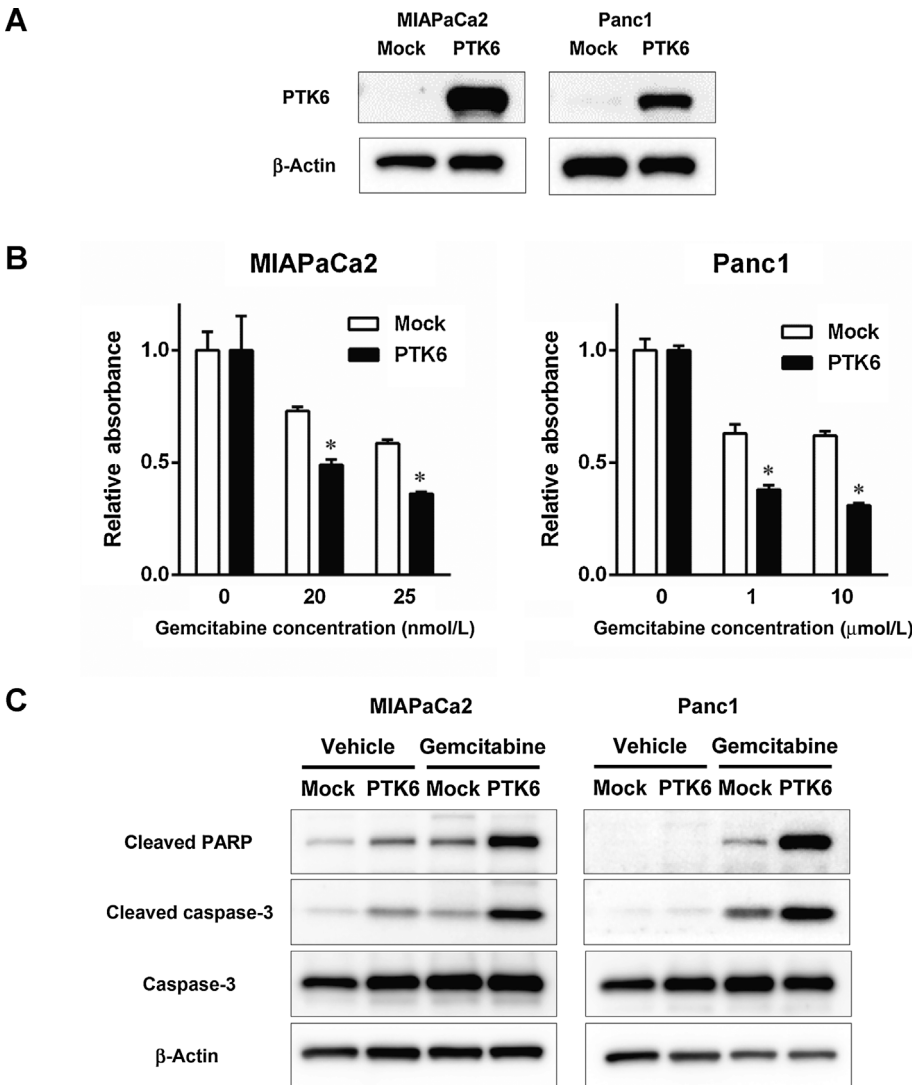 A
MIAPaCa2 Panc1
Mock PTK6 Mock PTK6
PTK6
β-Actin
B
MIAPaCa2
Relative absorbance
1.0
0.5
0.0
Mock
PTK6
* *
0 20 25
Gemcitabine concentration (nmol/L)
Panc1
Relative absorbance
1.0
0.5
0.0
Mock
PTK6
* *
0 1 10
Gemcitabine concentration (μmol/L)
C
MIAPaCa2 Panc1
Vehicle Gemcitabine Vehicle Gemcitabine
Mock PTK6 Mock PTK6 Mock PTK6 Mock PTK6
Cleaved PARP
Cleaved caspase-3
Caspase-3
β-Actin